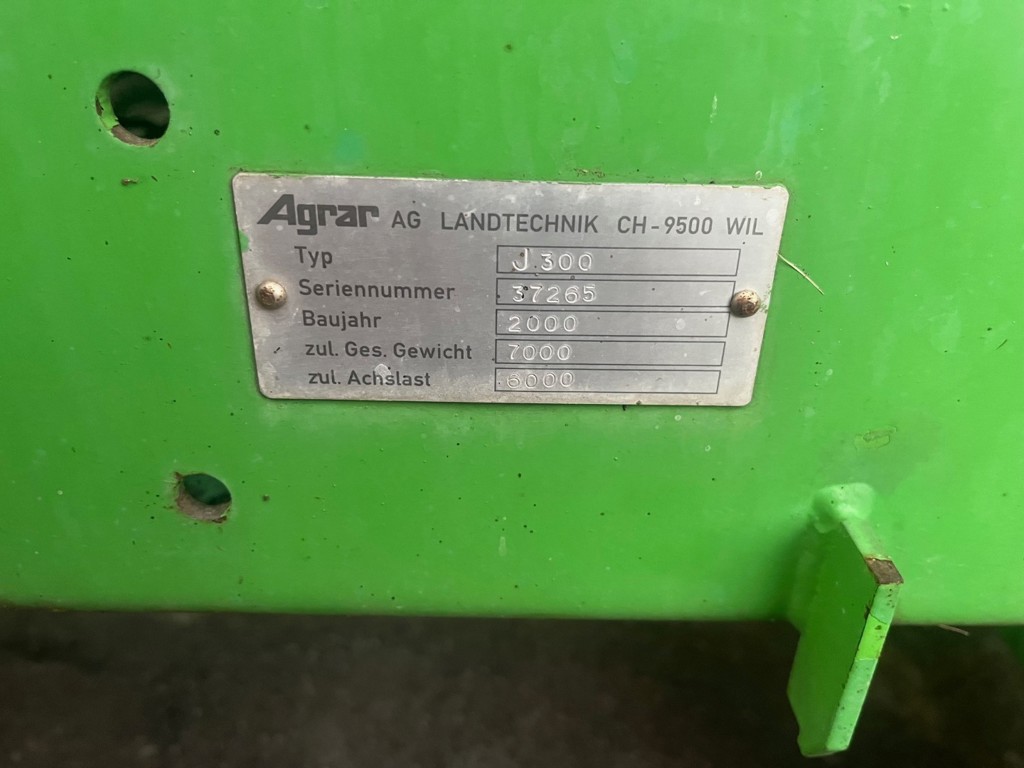 Agrar AG LANDTECHNIK CH-9500 WIL
Typ J 300
Seriennummer 37265
Baujahr 2000
zul. Ges. Gewicht 7000
zul. Achslast 6000